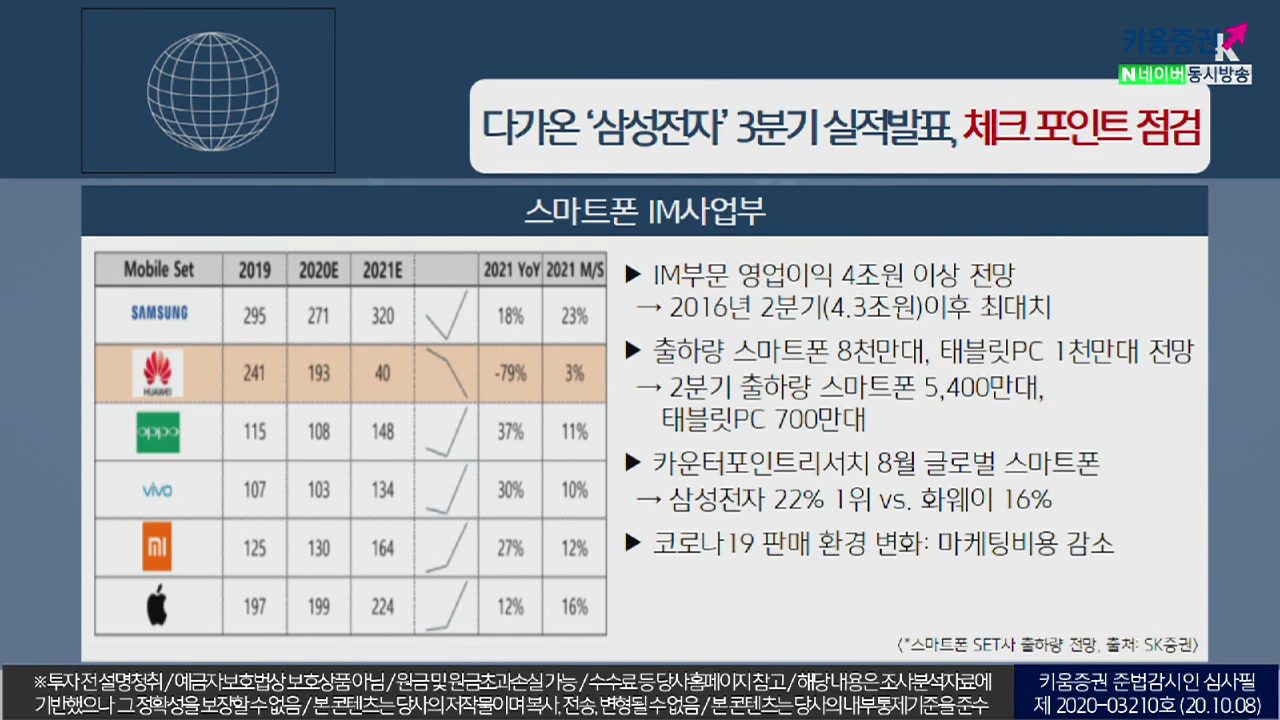 키움증권
N네이버 동시방송
다가온 ‘삼성전자’ 3분기 실적발표, 체크 포인트 점검
스마트폰 IM사업부
Mobile Set 2019 2020E 2021E 2021 YoY 2021 M/S
SAMSUNG 295 271 320 18% 23%
HUAWEI 241 193 40 -79% 3%
oppo 115 108 148 37% 11%
vivo 107 103 134 30% 10%
MI 125 130 164 27% 12%
197 199 224 12% 16%
▶ IM부문 영업이익 4조원 이상 전망
→ 2016년 2분기(4.3조원)이후 최대치
▶ 출하량 스마트폰 8천만대, 태블릿PC 1천만대 전망
→ 2분기 출하량 스마트폰 5,400만대,
태블릿PC 700만대
▶ 카운터포인트리서치 8월 글로벌 스마트폰
→ 삼성전자 22% 1위 vs. 화웨이 16%
▶ 코로나19 판매 환경 변화: 마케팅비용 감소
<*스마트폰 SET사 출하량 전망, 출처: SK증권>
※ 투자 전 설명청취 / 예금자보호법상 보호상품 아님 / 원금 및 원금초과손실 가능 / 수수료 등 당사홈페이지 참고 / 해당 내용은 조사분석자료에
기반했으나 그 정확성을 보장할 수 없음 / 본 콘텐츠는 당사의 저작물이며 복사, 전송, 변형될 수 없음 / 본 콘텐츠는 당사의 내부통제기준을 준수
키움증권 준법감시인 심사필
제 2020-03210호 (20.10.08)